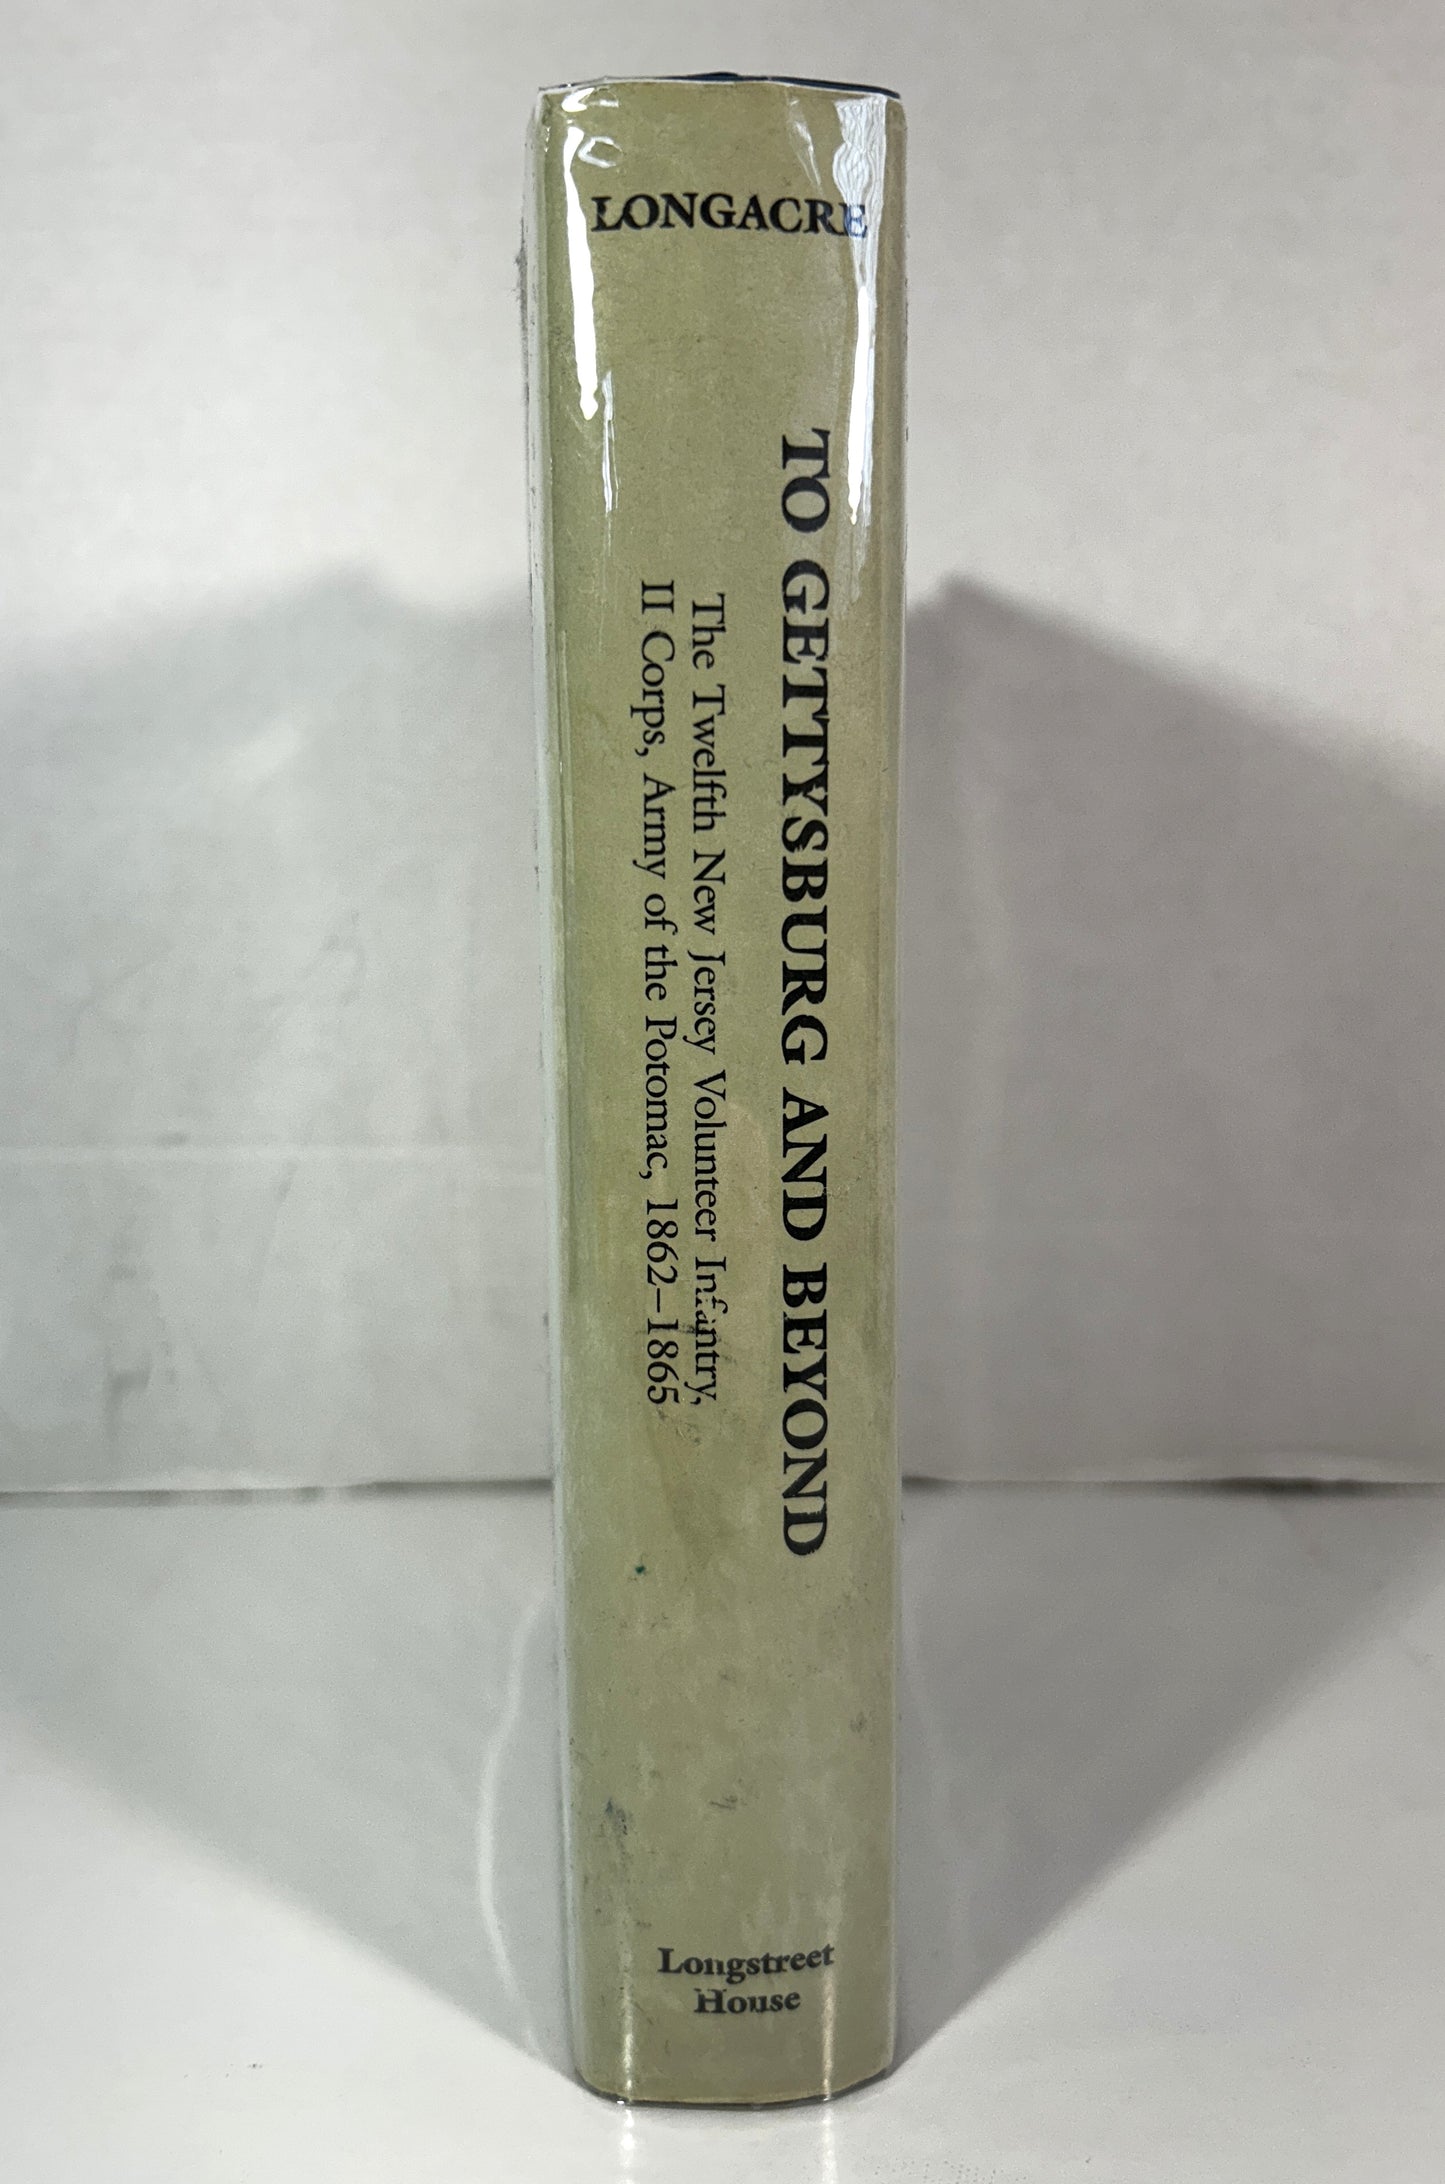 LONGACRE
TO GETTYSBURG AND BEYOND
The Twelfth New Jersey Volunteer Infantry,
II Corps, Army of the Potomac, 1862–1865
Longstreet
House